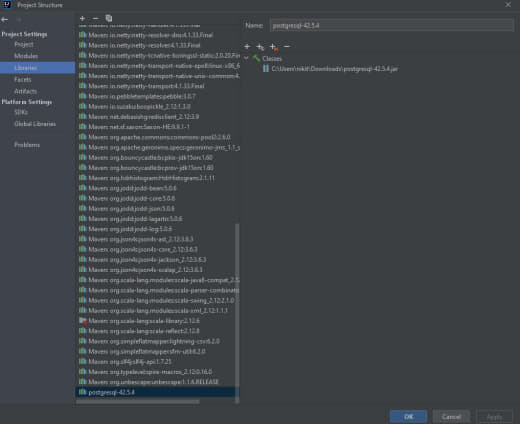 Project Structure
Project Settings
Project
Modules
Libraries
Facets
Artifacts
Platform Settings
SDKs
Global Libraries
Problems
Maven: io.netty:netty-resolver-dns:4.1.33.Final
Maven: io.netty:netty-resolver:4.1.33.Final
Maven: io.netty:netty-tcnative-boringssl-static:2.0.20.Fin
Maven: io.netty:netty-transport-native-epoll:linux-x86_6
Maven: io.netty:netty-transport-native-unix-common:4.
Maven: io.netty:netty-transport:4.1.33.Final
Maven: io.pebbletemplates:pebble:3.0.7
Maven: io.suzaku:boopickle_2.12:1.3.0
Maven: net.debasishg:redisclient_2.12:3.9
Maven: net.sf.saxon:Saxon-HE:9.9.1-1
Maven: org.apache.commons:commons-pool2:2.6.0
Maven: org.apache.geronimo.specs:geronimo-jms_1.1_s
Maven: org.bouncycastle:bcpkix-jdk15on:1.60
Maven: org.bouncycastle:bcprov-jdk15on:1.60
Maven: org.hdrhistogram:HdrHistogram:2.1.11
Maven: org.jodd:jodd-bean:5.0.6
Maven: org.jodd:jodd-core:5.0.6
Maven: org.jodd:jodd-json:5.0.6
Maven: org.jodd:jodd-lagarto:5.0.6
Maven: org.jodd:jodd-log:5.0.6
Maven: org.json4s:json4s-ast_2.12:3.6.3
Maven: org.json4s:json4s-core_2.12:3.6.3
Maven: org.json4s:json4s-jackson_2.12:3.6.3
Maven: org.json4s:json4s-scalap_2.12:3.6.3
Maven: org.scala-lang.modules:scala-java8-compat_2.12
Maven: org.scala-lang.modules:scala-parser-combinato
Maven: org.scala-lang.modules:scala-swing_2.12:2.1.0
Maven: org.scala-lang.modules:scala-xml_2.12:1.1.1
Maven: org.scala-lang:scala-library:2.12.8
Maven: org.scala-lang:scala-reflect:2.12.8
Maven: org.simpleflatmapper:lightning-csv:6.2.0
Maven: org.simpleflatmapper:sfm-util:6.2.0
Maven: org.slf4j:slf4j-api:1.7.25
Maven: org.typelevel:spire-macros_2.12:0.16.0
Maven: org.unbescape:unbescape:1.1.6.RELEASE
postgresql-42.5.4
Name: postgresql-42.5.4
Classes
C:\Users\nikit\Downloads\postgresql-42.5.4.jar
OK
Cancel
Apply